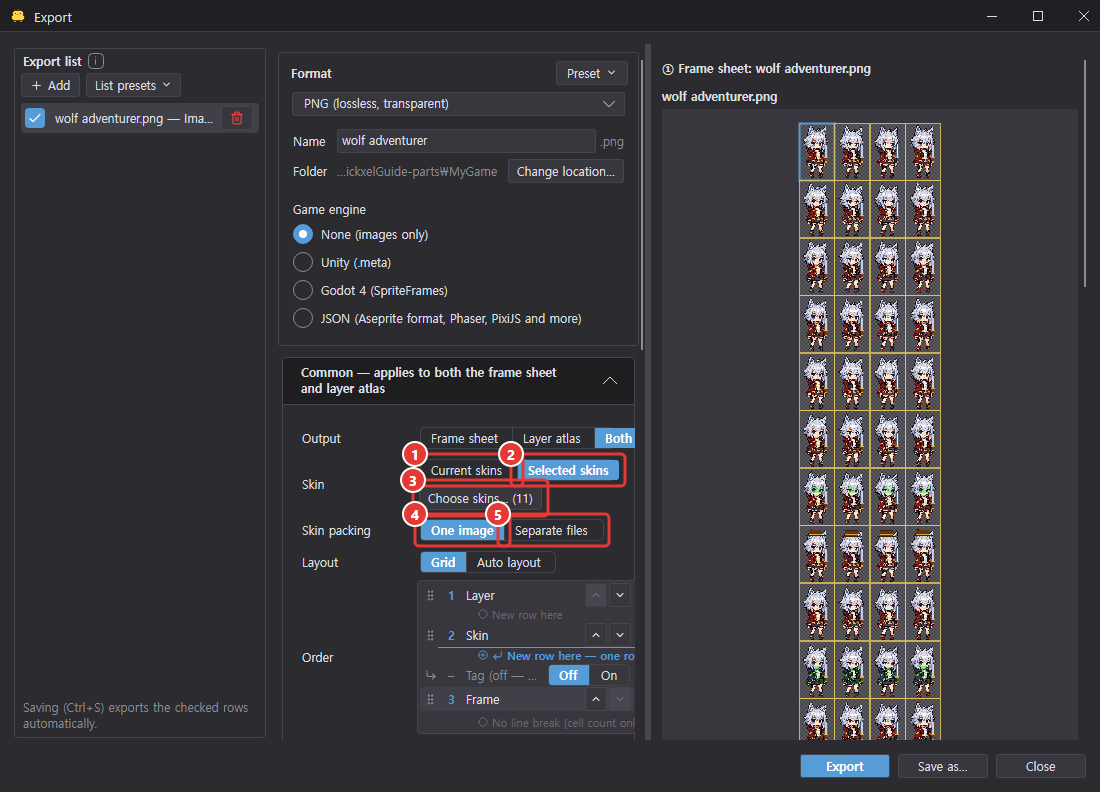 Export
Export list
Add
List presets
wolf adventurer.png — Ima...
Saving (Ctrl+S) exports the checked rows
automatically.
Format
Preset
PNG (lossless, transparent)
Name
wolf adventurer
.png
Folder
...ickxelGuide-parts₩MyGame
Change location...
Game engine
None (images only)
Unity (.meta)
Godot 4 (SpriteFrames)
JSON (Aseprite format, Phaser, PixiJS and more)
Common — applies to both the frame sheet
and layer atlas
Output
Frame sheet
Layer atlas
Both
1
2
Skin
Current skins
Selected skins
3
Choose skins... (11)
4
5
Skin packing
One image
Separate files
Layout
Grid
Auto layout
Order
1 Layer
New row here
2 Skin
New row here — one ro
Tag (off — ...
Off
On
3 Frame
No line break (cell count onl
① Frame sheet: wolf adventurer.png
wolf adventurer.png
Export
Save as...
Close